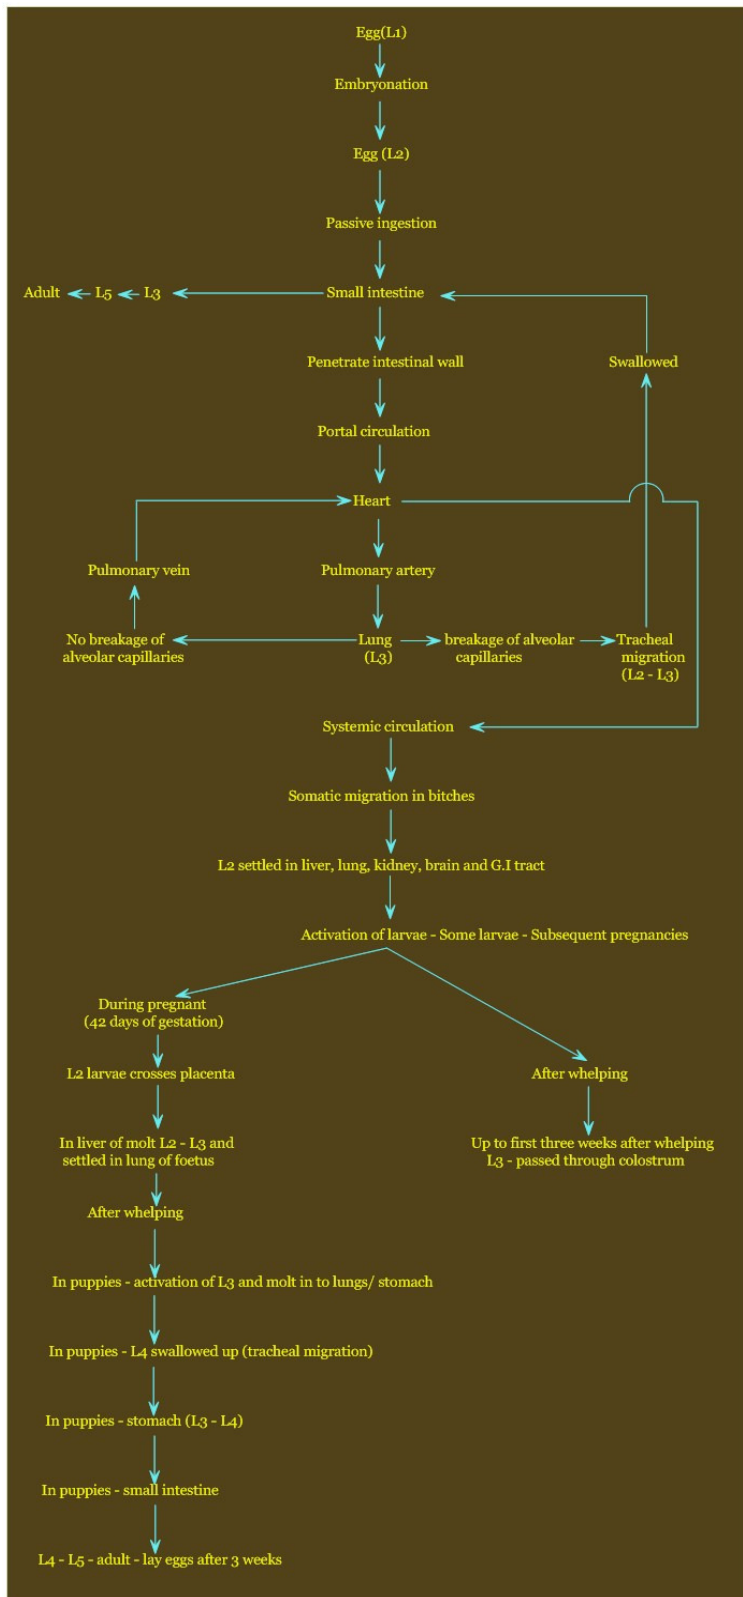 Egg(L1)
Embryonation
Egg (L2)
Passive ingestion
Adult L5 L3 Small intestine
Penetrate intestinal wall Swallowed
Portal circulation
Heart
Pulmonary vein Pulmonary artery
No breakage of
alveolar capillaries
Lung
(L3)
breakage of alveolar
capillaries
Tracheal
migration
(L2 - L3)
Systemic circulation
Somatic migration in bitches
L2 settled in liver, lung, kidney, brain and G.I tract
Activation of larvae - Some larvae - Subsequent pregnancies
During pregnant
(42 days of gestation)
L2 larvae crosses placenta
After whelping
In liver of molt L2 - L3 and
settled in lung of foetus
Up to first three weeks after whelping
L3 - passed through colostrum
After whelping
In puppies - activation of L3 and molt in to lungs/ stomach
In puppies - L4 swallowed up (tracheal migration)
In puppies - stomach (L3 - L4)
In puppies - small intestine
L4 - L5 - adult - lay eggs after 3 weeks